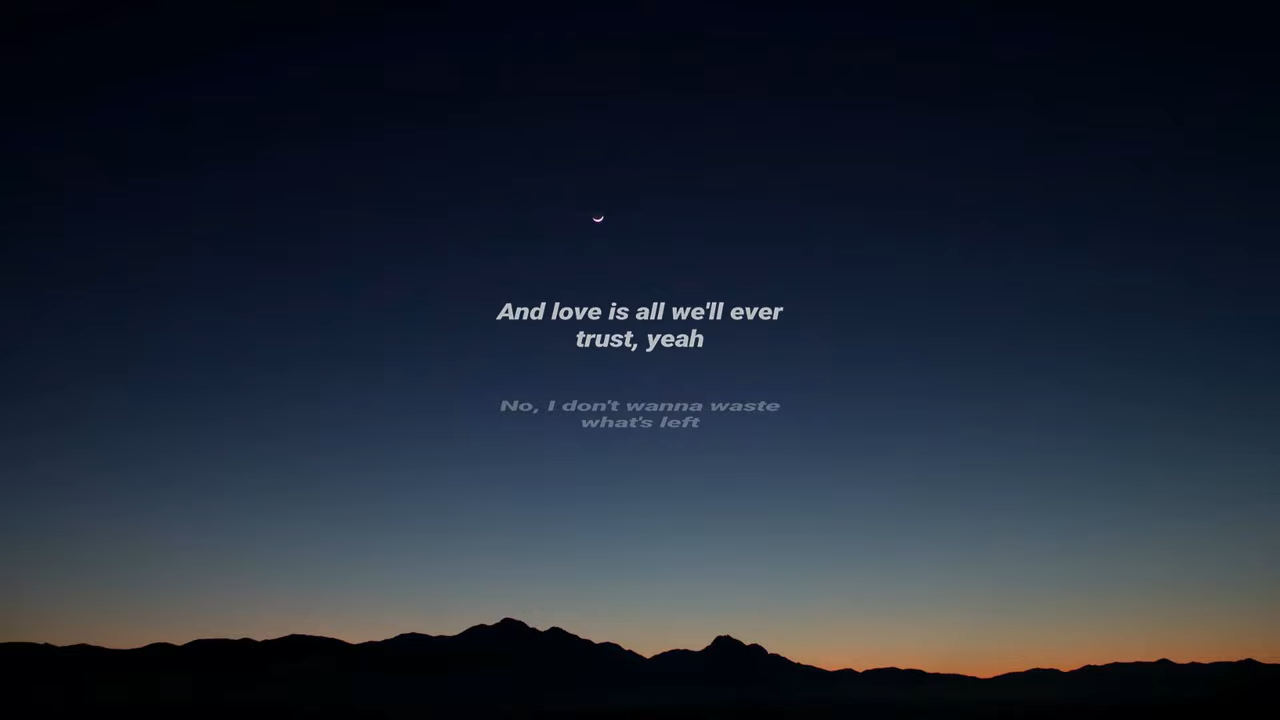 And love is all we'll ever
trust, yeah
No, I don't wanna waste
what's left